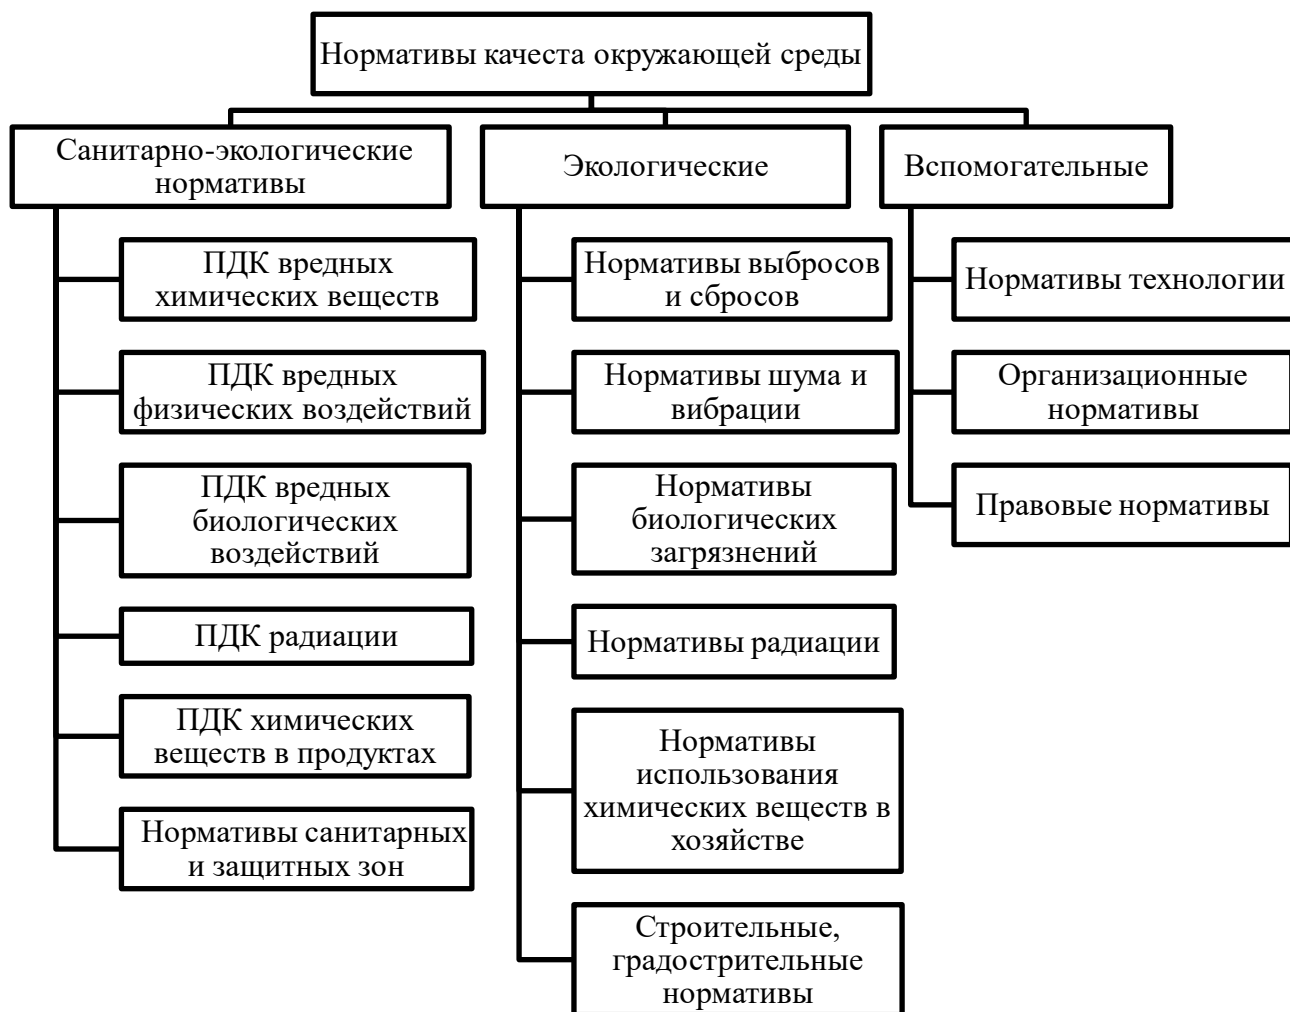 Нормативы качеста окружающей среды
Санитарно-экологические
нормативы
ПДК вредных
химических веществ
ПДК вредных
физических воздействий
ПДК вредных
биологических
воздействий
ПДК радиации
ПДК химических
веществ в продуктах
Нормативы санитарных
и защитных зон
Экологические
Нормативы выбросов
и сбросов
Нормативы шума и
вибрации
Нормативы
биологических
загрязнений
Нормативы радиации
Нормативы
использования
химических веществ в
хозяйстве
Строительные,
градострительные
нормативы
Вспомогательные
Нормативы технологии
Организационные
нормативы
Правовые нормативы